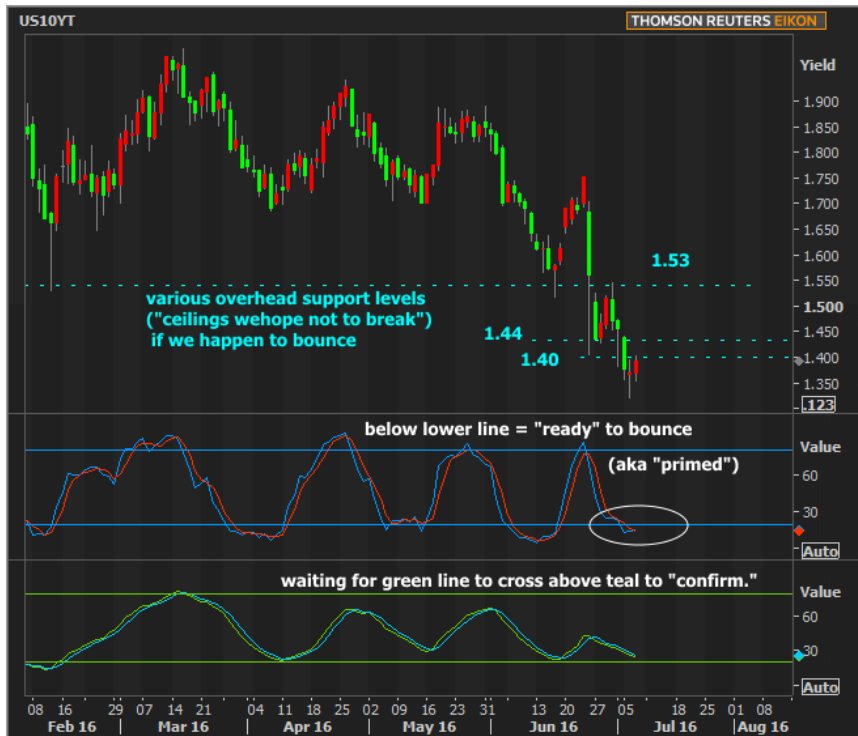 US10YT
THOMSON REUTERS EIKON
Yield
1.900
1.850
1.800
1.750
1.700
1.650
1.600
1.53
1.550
various overhead support levels
("ceilings wehope not to break")
if we happen to bounce
1.500
1.44
1.450
1.40
1.400
1.350
.123
below lower line = "ready" to bounce
Value
(aka "primed")
60
30
Auto
waiting for green line to cross above teal to "confirm."
Value
60
30
Auto
08 16 29 07 14 21 04 11 18 25 02 09 16 23 31 13 20 27 05 18 25 01 08
Feb 16 Mar 16 Apr 16 May 16 Jun 16 Jul 16 Aug 16